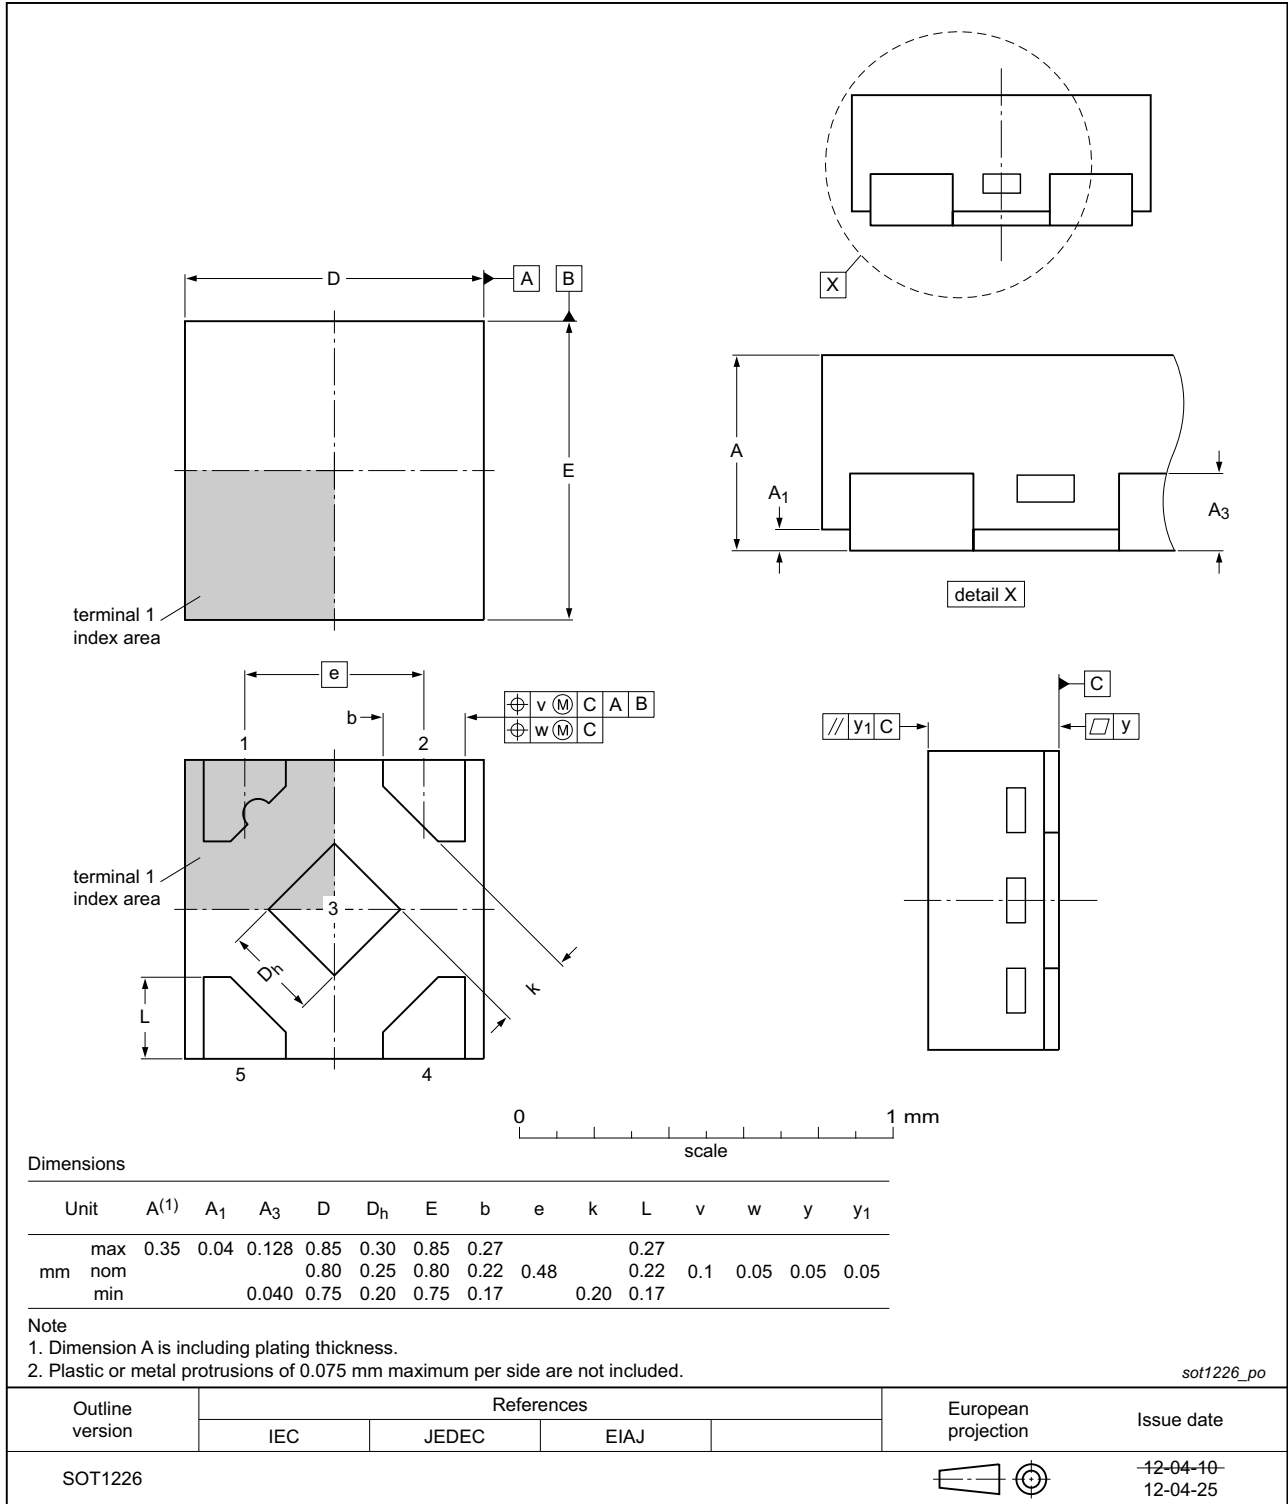 X
D
A
B
E
terminal 1
index area
A
A1
A3
detail X
e
b
v M C A B
w M C
1
2
terminal 1
index area
3
Dh
k
L
5
4
C
// y1 C
y
0
1 mm
scale
Dimensions
Unit A(1) A1 A3 D Dh E b e k L v w y y1
max 0.35 0.04 0.128 0.85 0.30 0.85 0.27 0.27
mm nom 0.80 0.25 0.80 0.22 0.48 0.22 0.1 0.05 0.05 0.05
min 0.040 0.75 0.20 0.75 0.17 0.20 0.17
Note
1. Dimension A is including plating thickness.
2. Plastic or metal protrusions of 0.075 mm maximum per side are not included.
sot1226_po
Outline
version
References
IEC JEDEC EIAJ
European
projection
Issue date
SOT1226
12-04-10
12-04-25